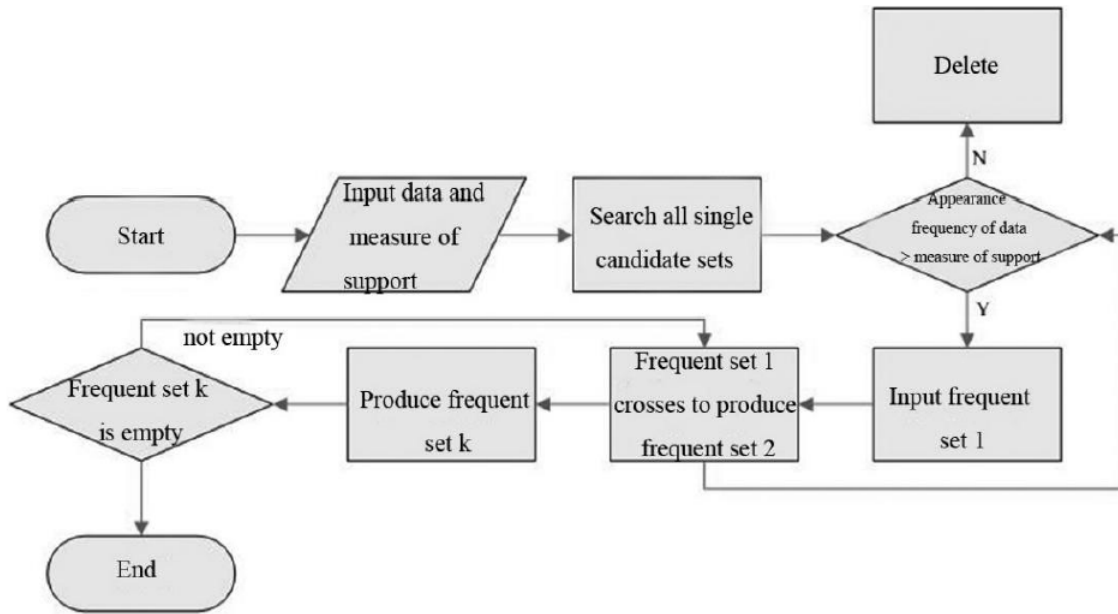 Delete
N
Start
Input data and
measure of
support
Search all single
candidate sets
Appearance
frequency of data
> measure of support
Y
not empty
Frequent set k
is empty
Produce frequent
set k
Frequent set 1
crosses to produce
frequent set 2
Input frequent
set 1
End